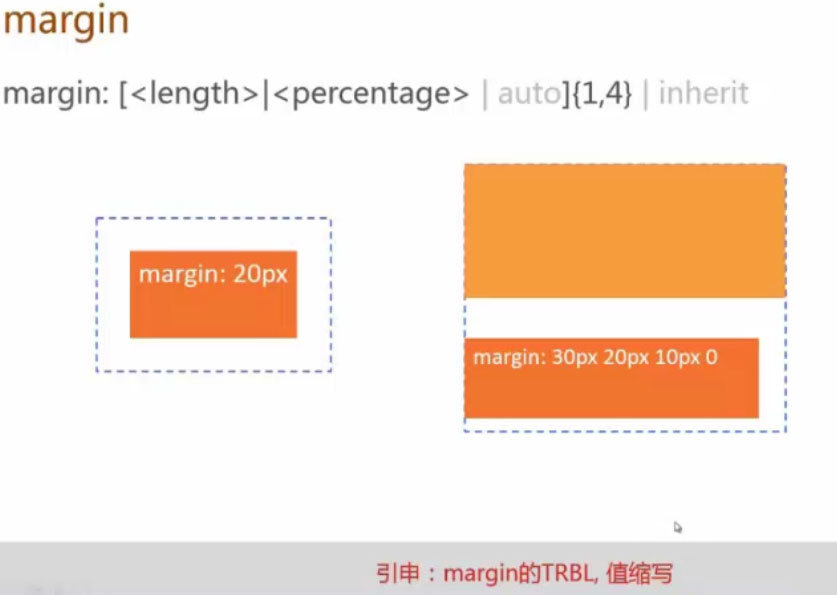 margin
margin: [<length>|<percentage> | auto]{1,4} | inherit
margin: 20px
margin: 30px 20px 10px 0
引申：margin的TRBL, 值缩写